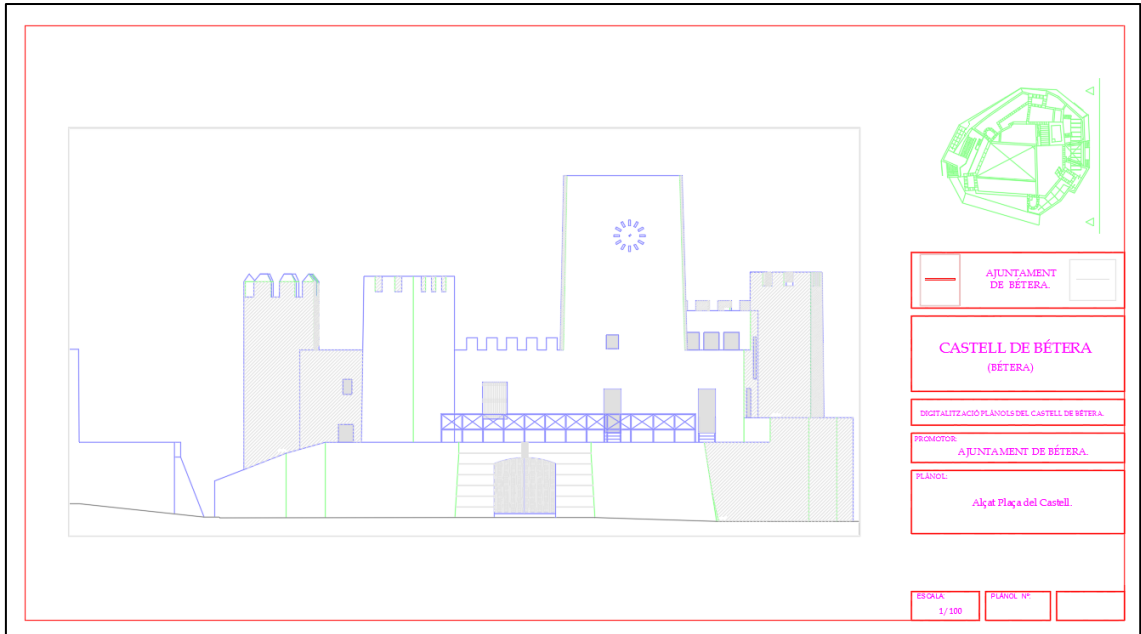 AJUNTAMENT
DE BÉTERA.
CASTELL DE BÉTERA
(BÉTERA)
DIGITALITZACIÓ PLÀNOLS DEL CASTELL DE BÉTERA.
PROMOTOR:
AJUNTAMENT DE BÉTERA.
PLÀNOL:
Alçat Plaça del Castell.
ESCALA
1/100
PLÀNOL Nº